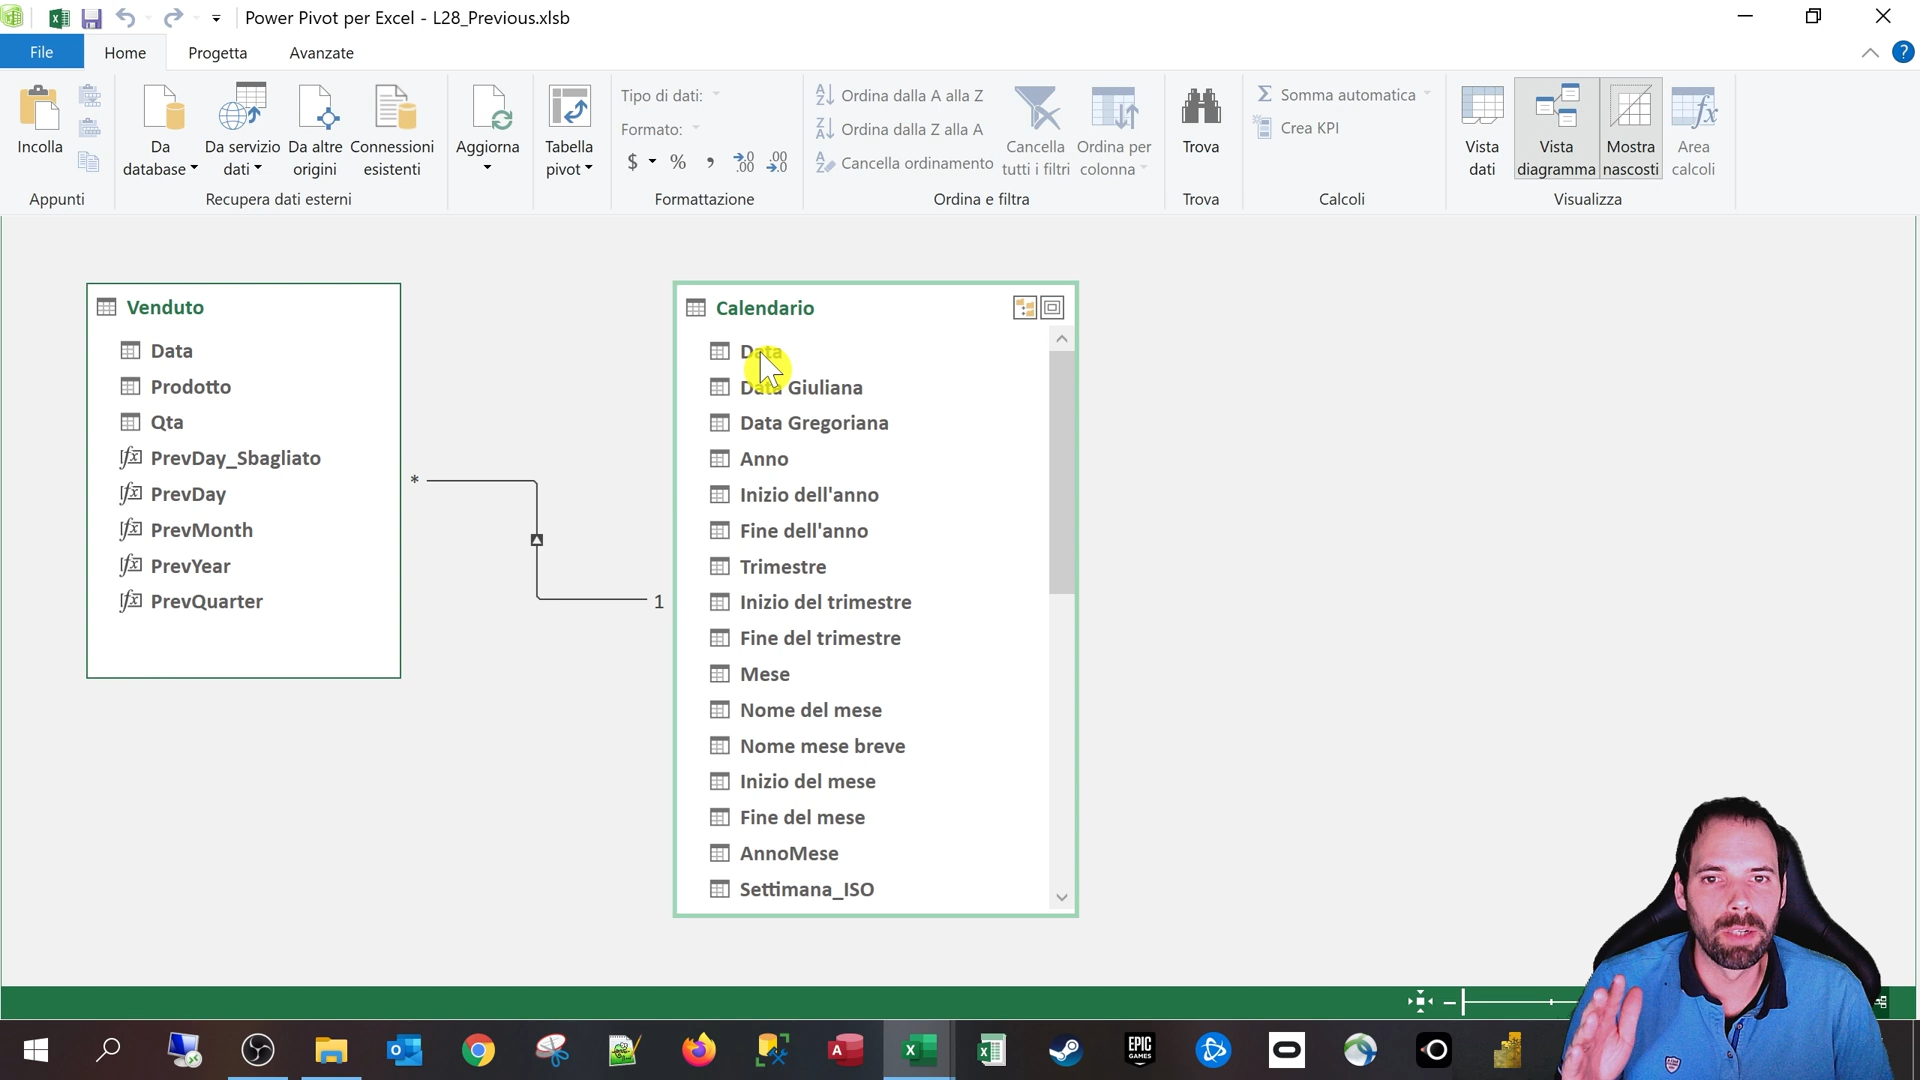 Power Pivot per Excel - L28_Previous.xlsb
File Home Progetta Avanzate
Incolla
Appunti
Da database
Da servizio dati
Da altre origini
Connessioni esistenti
Recupera dati esterni
Aggiorna
Tabella pivot
Tipo di dati:
Formato:
$ % , .00 .00
Formattazione
Ordina dalla A alla Z
Ordina dalla Z alla A
Cancella ordinamento
Cancella tutti i filtri
Ordina per colonna
Ordina e filtra
Trova
Trova
Somma automatica
Crea KPI
Calcoli
Vista dati
Vista diagramma
Mostra nascosti
Area calcoli
Visualizza
Venduto
Data
Prodotto
Qta
PrevDay_Sbagliato
PrevDay
PrevMonth
PrevYear
PrevQuarter
*
1
Calendario
Data
Data Giuliana
Data Gregoriana
Anno
Inizio dell'anno
Fine dell'anno
Trimestre
Inizio del trimestre
Fine del trimestre
Mese
Nome del mese
Nome mese breve
Inizio del mese
Fine del mese
AnnoMese
Settimana_ISO
EPIC GAMES